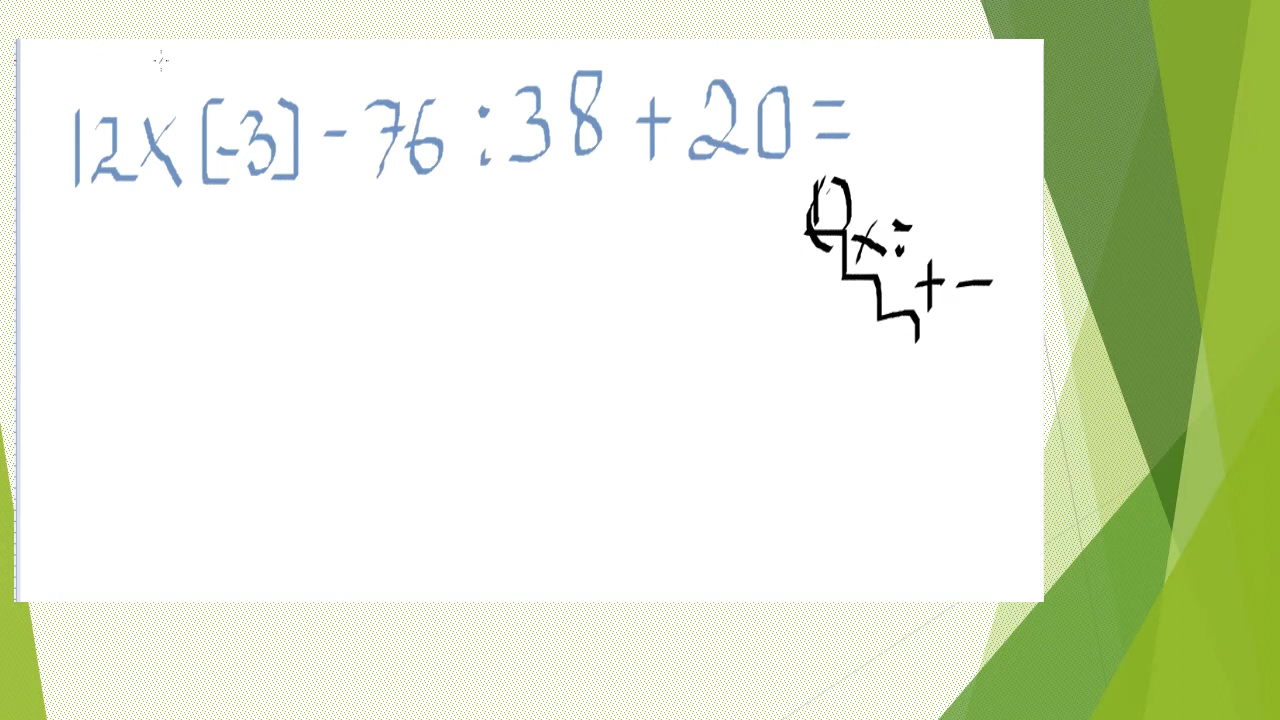 12x[-3]-76:38+20=
()
x:
+-